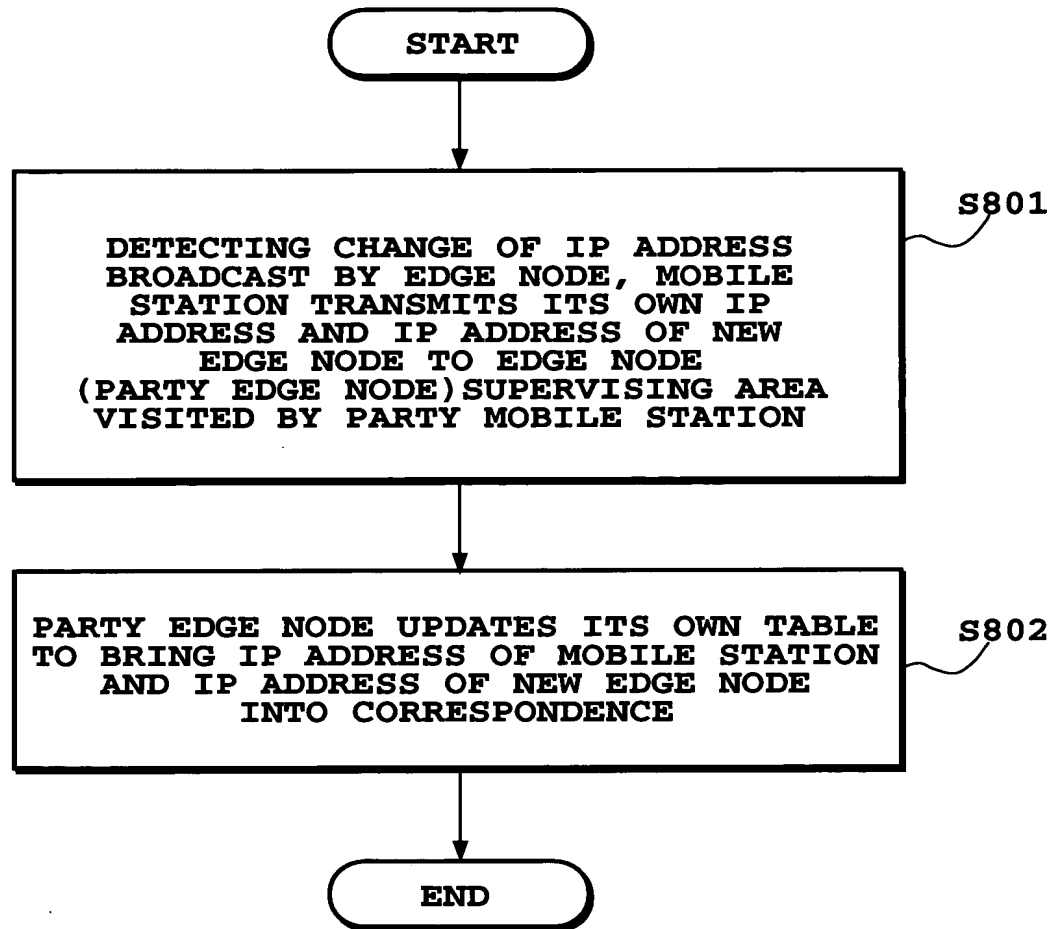 START
S801
DETECTING CHANGE OF IP ADDRESS
BROADCAST BY EDGE NODE, MOBILE
STATION TRANSMITS ITS OWN IP
ADDRESS AND IP ADDRESS OF NEW
EDGE NODE TO EDGE NODE
(PARTY EDGE NODE)SUPERVISING AREA
VISITED BY PARTY MOBILE STATION
S802
PARTY EDGE NODE UPDATES ITS OWN TABLE
TO BRING IP ADDRESS OF MOBILE STATION
AND IP ADDRESS OF NEW EDGE NODE
INTO CORRESPONDENCE
END